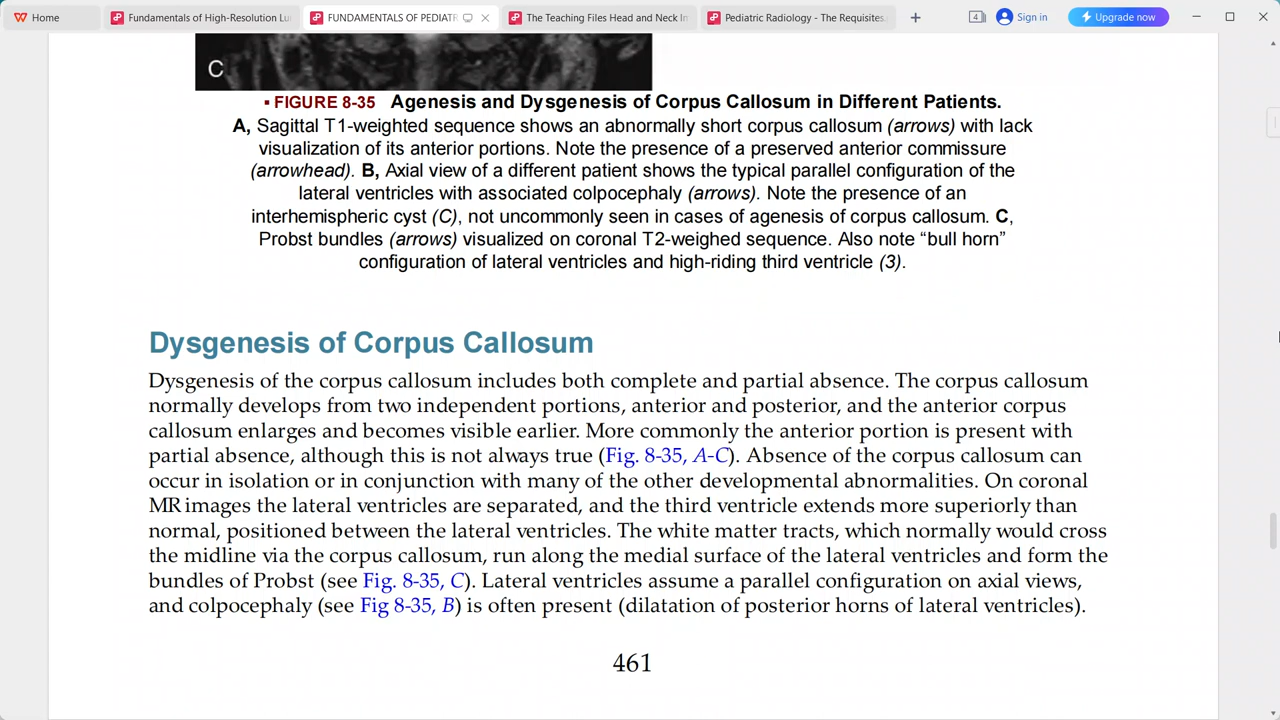 Home
Fundamentals of High-Resolution Lu
FUNDAMENTALS OF PEDIATR
The Teaching Files Head and Neck Im
Pediatric Radiology - The Requisites
4
Sign in
Upgrade now
C
▪ FIGURE 8-35 Agenesis and Dysgenesis of Corpus Callosum in Different Patients.
A, Sagittal T1-weighted sequence shows an abnormally short corpus callosum (arrows) with lack
visualization of its anterior portions. Note the presence of a preserved anterior commissure
(arrowhead). B, Axial view of a different patient shows the typical parallel configuration of the
lateral ventricles with associated colpocephaly (arrows). Note the presence of an
interhemispheric cyst (C), not uncommonly seen in cases of agenesis of corpus callosum. C,
Probst bundles (arrows) visualized on coronal T2-weighed sequence. Also note “bull horn”
configuration of lateral ventricles and high-riding third ventricle (3).
Dysgenesis of Corpus Callosum
Dysgenesis of the corpus callosum includes both complete and partial absence. The corpus callosum
normally develops from two independent portions, anterior and posterior, and the anterior corpus
callosum enlarges and becomes visible earlier. More commonly the anterior portion is present with
partial absence, although this is not always true (Fig. 8-35, A-C). Absence of the corpus callosum can
occur in isolation or in conjunction with many of the other developmental abnormalities. On coronal
MR images the lateral ventricles are separated, and the third ventricle extends more superiorly than
normal, positioned between the lateral ventricles. The white matter tracts, which normally would cross
the midline via the corpus callosum, run along the medial surface of the lateral ventricles and form the
bundles of Probst (see Fig. 8-35, C). Lateral ventricles assume a parallel configuration on axial views,
and colpocephaly (see Fig 8-35, B) is often present (dilatation of posterior horns of lateral ventricles).
461